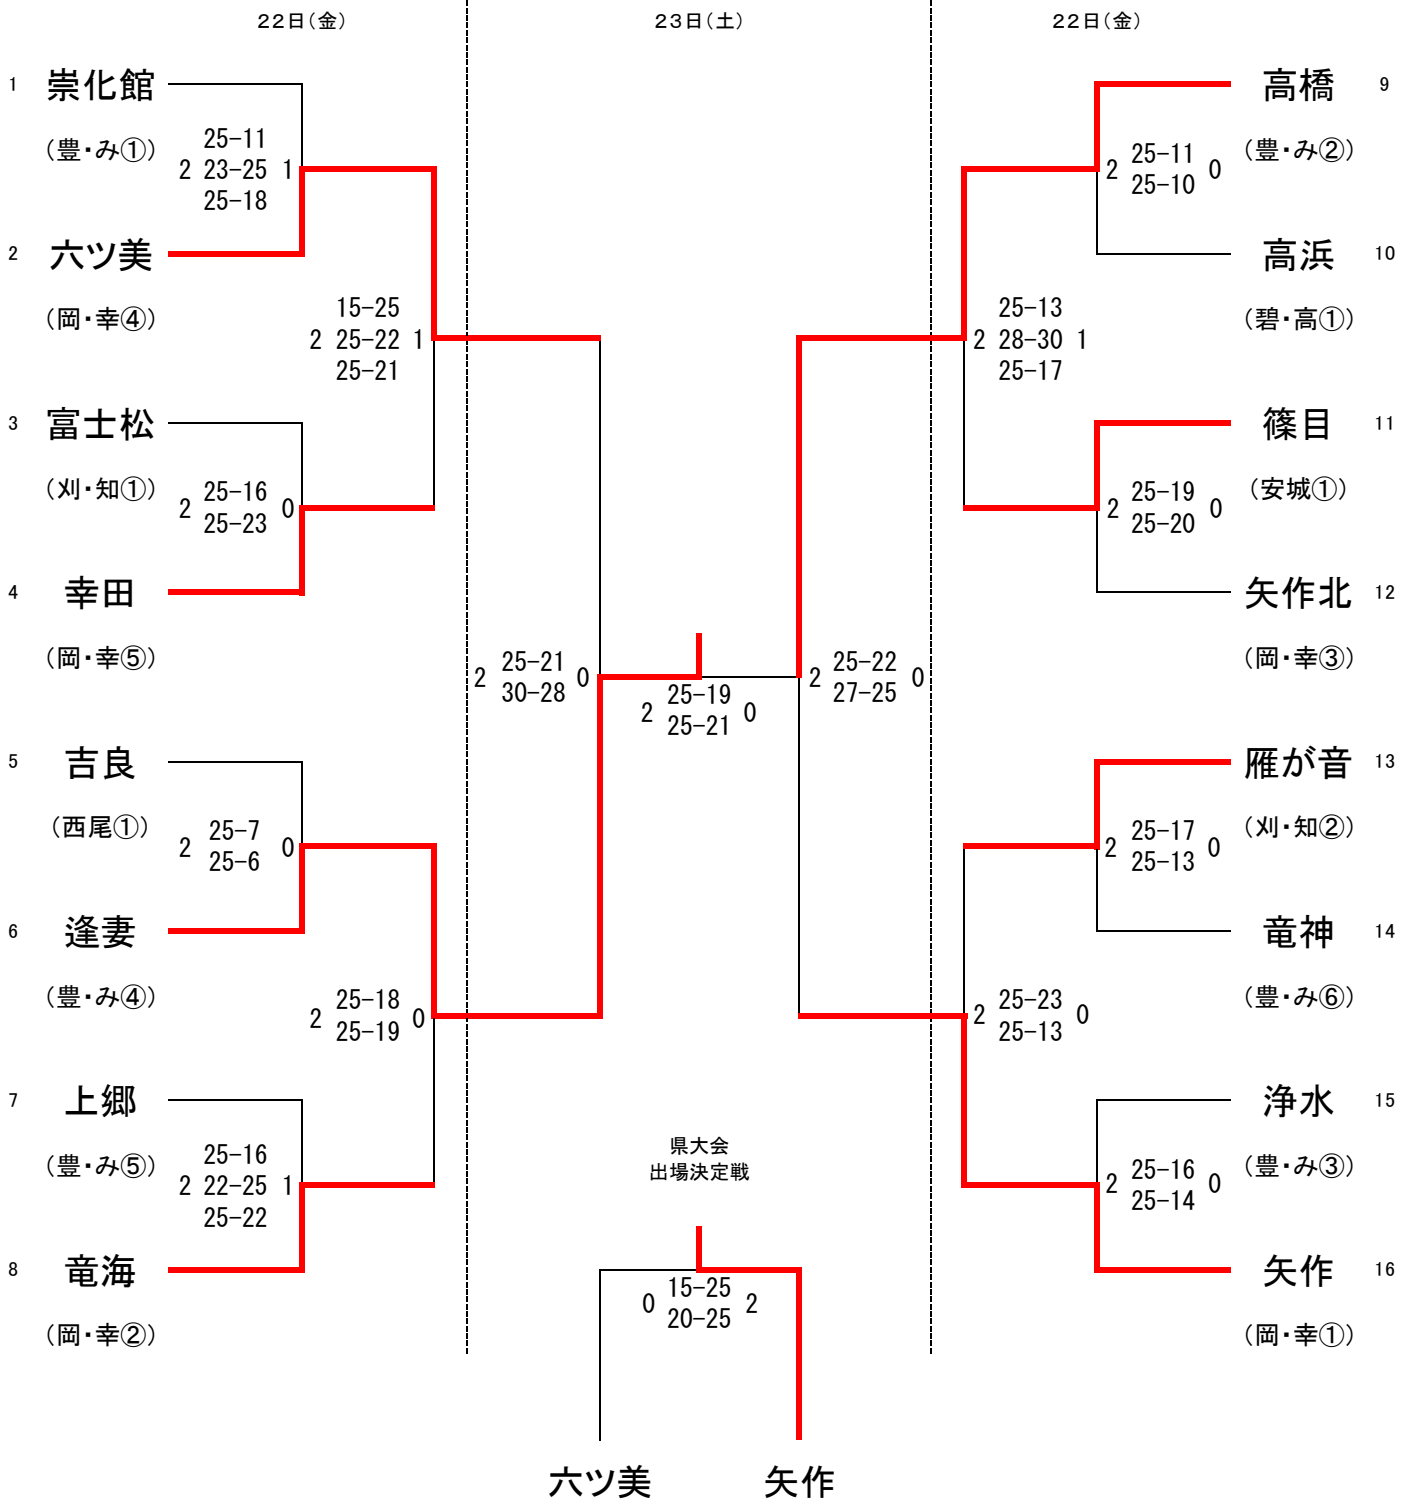 22日(金)
23日(土)
22日(金)
1 崇化館
(豊・み①)
25-11
2 23-25 1
25-18
2 六ツ美
(岡・幸④)
15-25
2 25-22 1
25-21
3 富士松
(刈・知①)
25-16
2 0
25-23
4 幸田
(岡・幸⑤)
25-21
2 0
30-28
5 吉良
(西尾①)
25-7
2 0
25-6
6 逢妻
(豊・み④)
25-18
2 0
25-19
7 上郷
(豊・み⑤)
25-16
2 22-25 1
25-22
8 竜海
(岡・幸②)
25-19
2 0
25-21
県大会
出場決定戦
15-25
0 2
20-25
六ツ美 矢作
高橋 9
(豊・み②)
25-11
2 0
25-10
高浜 10
(碧・高①)
25-13
2 28-30 1
25-17
篠目 11
(安城①)
25-19
2 0
25-20
矢作北 12
(岡・幸③)
25-22
2 0
27-25
雁が音 13
(刈・知②)
25-17
2 0
25-13
竜神 14
(豊・み⑥)
25-23
2 0
25-13
浄水 15
(豊・み③)
25-16
2 0
25-14
矢作 16
(岡・幸①)